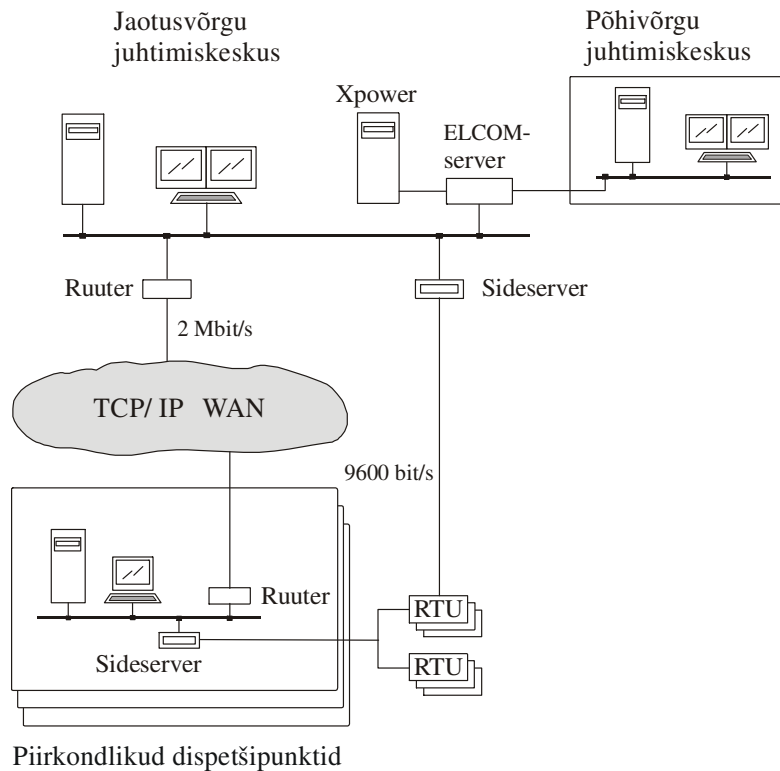 Jaotusvõrgu
juhtimiskeskus
Põhivõrgu
juhtimiskeskus
Xpower
ELCOM-
server
Ruuter
Sideserver
2 Mbit/s
TCP/ IP WAN
9600 bit/s
Ruuter
RTU
Sideserver
RTU
Piirkondlikud dispetšipunktid